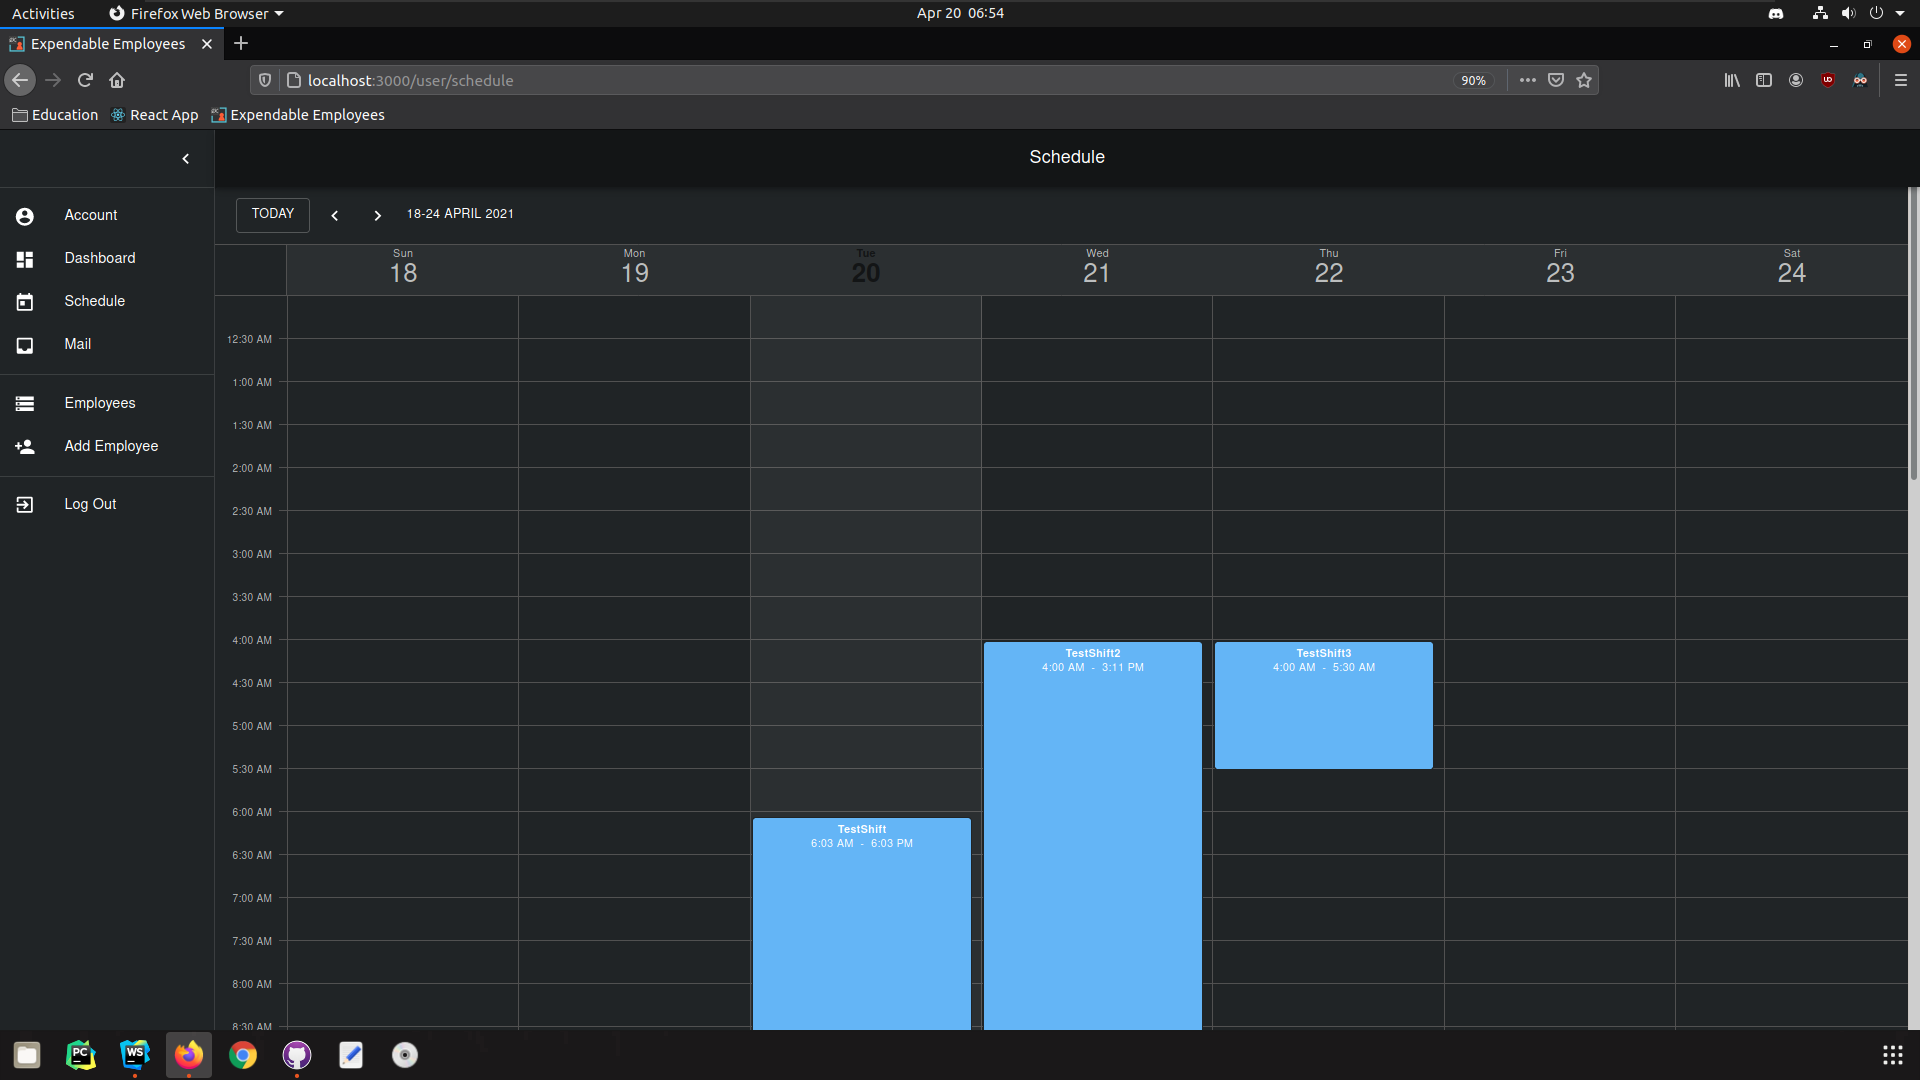 Activities Firefox Web Browser Apr 20 06:54
Expendable Employees
localhost:3000/user/schedule 90%
Education React App Expendable Employees
Schedule
TODAY 18-24 APRIL 2021
Account
Dashboard
Schedule
Mail
Employees
Add Employee
Log Out
Sun Mon Tue Wed Thu Fri Sat
18 19 20 21 22 23 24
12:30 AM
1:00 AM
1:30 AM
2:00 AM
2:30 AM
3:00 AM
3:30 AM
4:00 AM
TestShift2 TestShift3
4:00 AM - 3:11 PM 4:00 AM - 5:30 AM
4:30 AM
5:00 AM
5:30 AM
6:00 AM
TestShift
6:03 AM - 6:03 PM
6:30 AM
7:00 AM
7:30 AM
8:00 AM
8:30 AM
PC WS